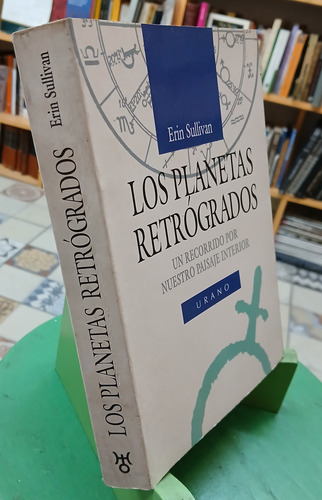 Erin Sullivan
LOS PLANETAS
RETRÓGRADOS
UN RECORRIDO POR
NUESTRO PAISAJE INTERIOR
URANO
LOS PLANETAS RETRÓGRADOS
Erin Sullivan